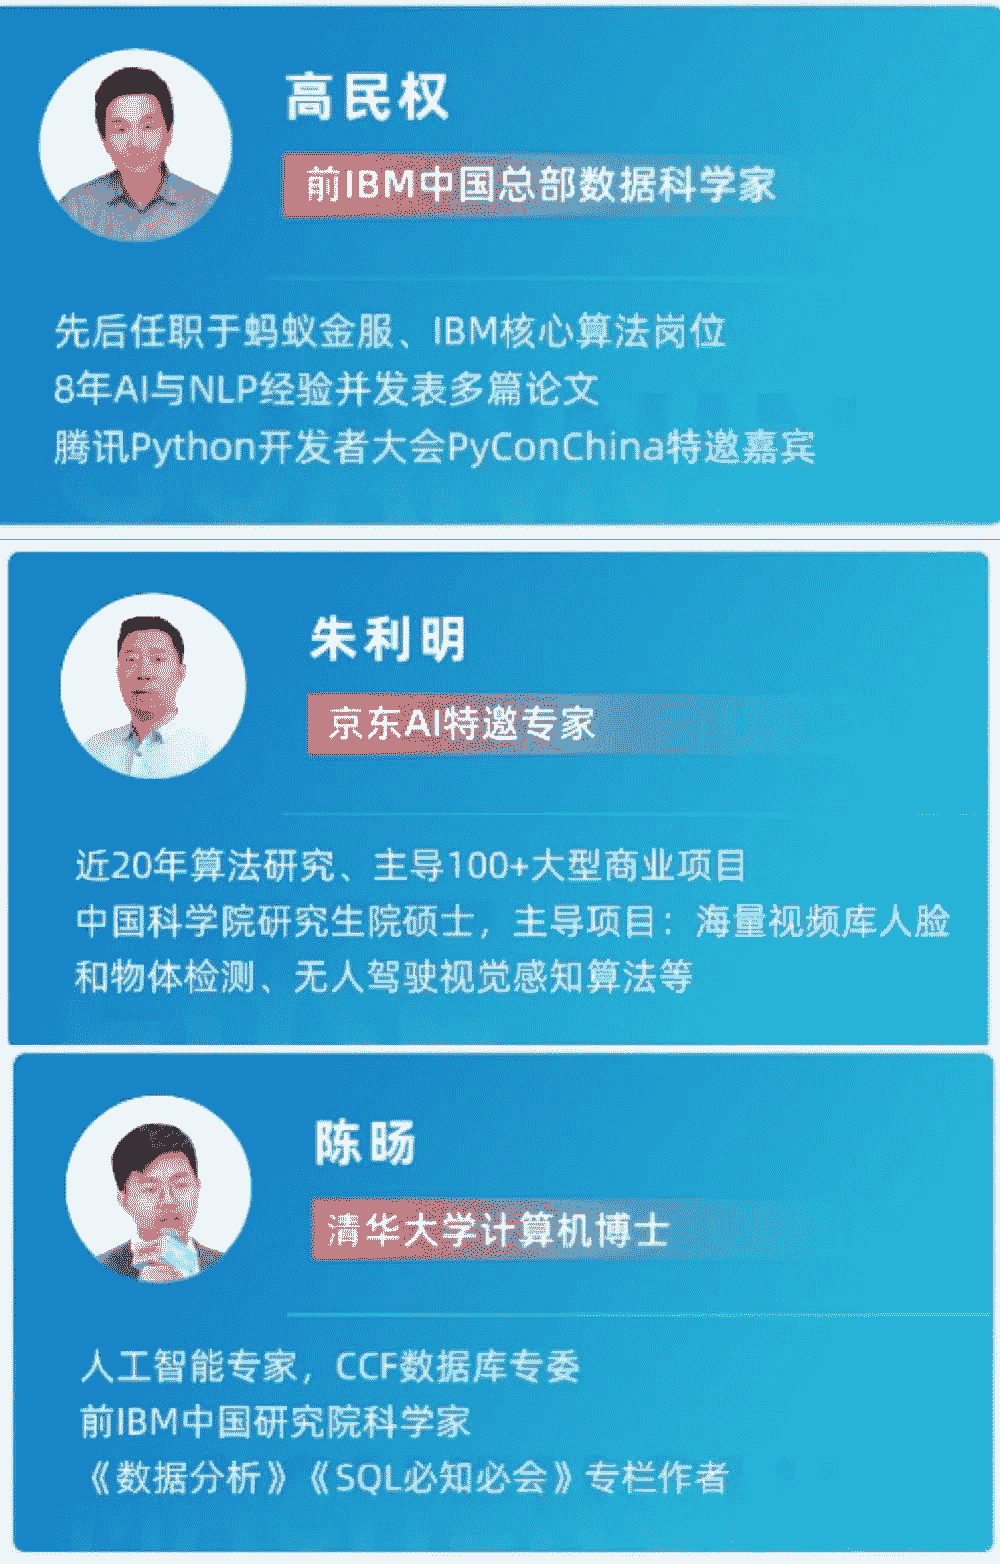 高民权
前IBM中国总部数据科学家
先后任职于蚂蚁金服、IBM核心算法岗位
8年AI与NLP经验并发表多篇论文
腾讯Python开发者大会PyConChina特邀嘉宾
朱利明
京东AI特邀专家
近20年算法研究、主导100+大型商业项目
中国科学院研究生院硕士，主导项目：海量视频库人脸
和物体检测、无人驾驶视觉感知算法等
陈旸
清华大学计算机博士
人工智能专家，CCF数据库专委
前IBM中国研究院科学家
《数据分析》《SQL必知必会》专栏作者